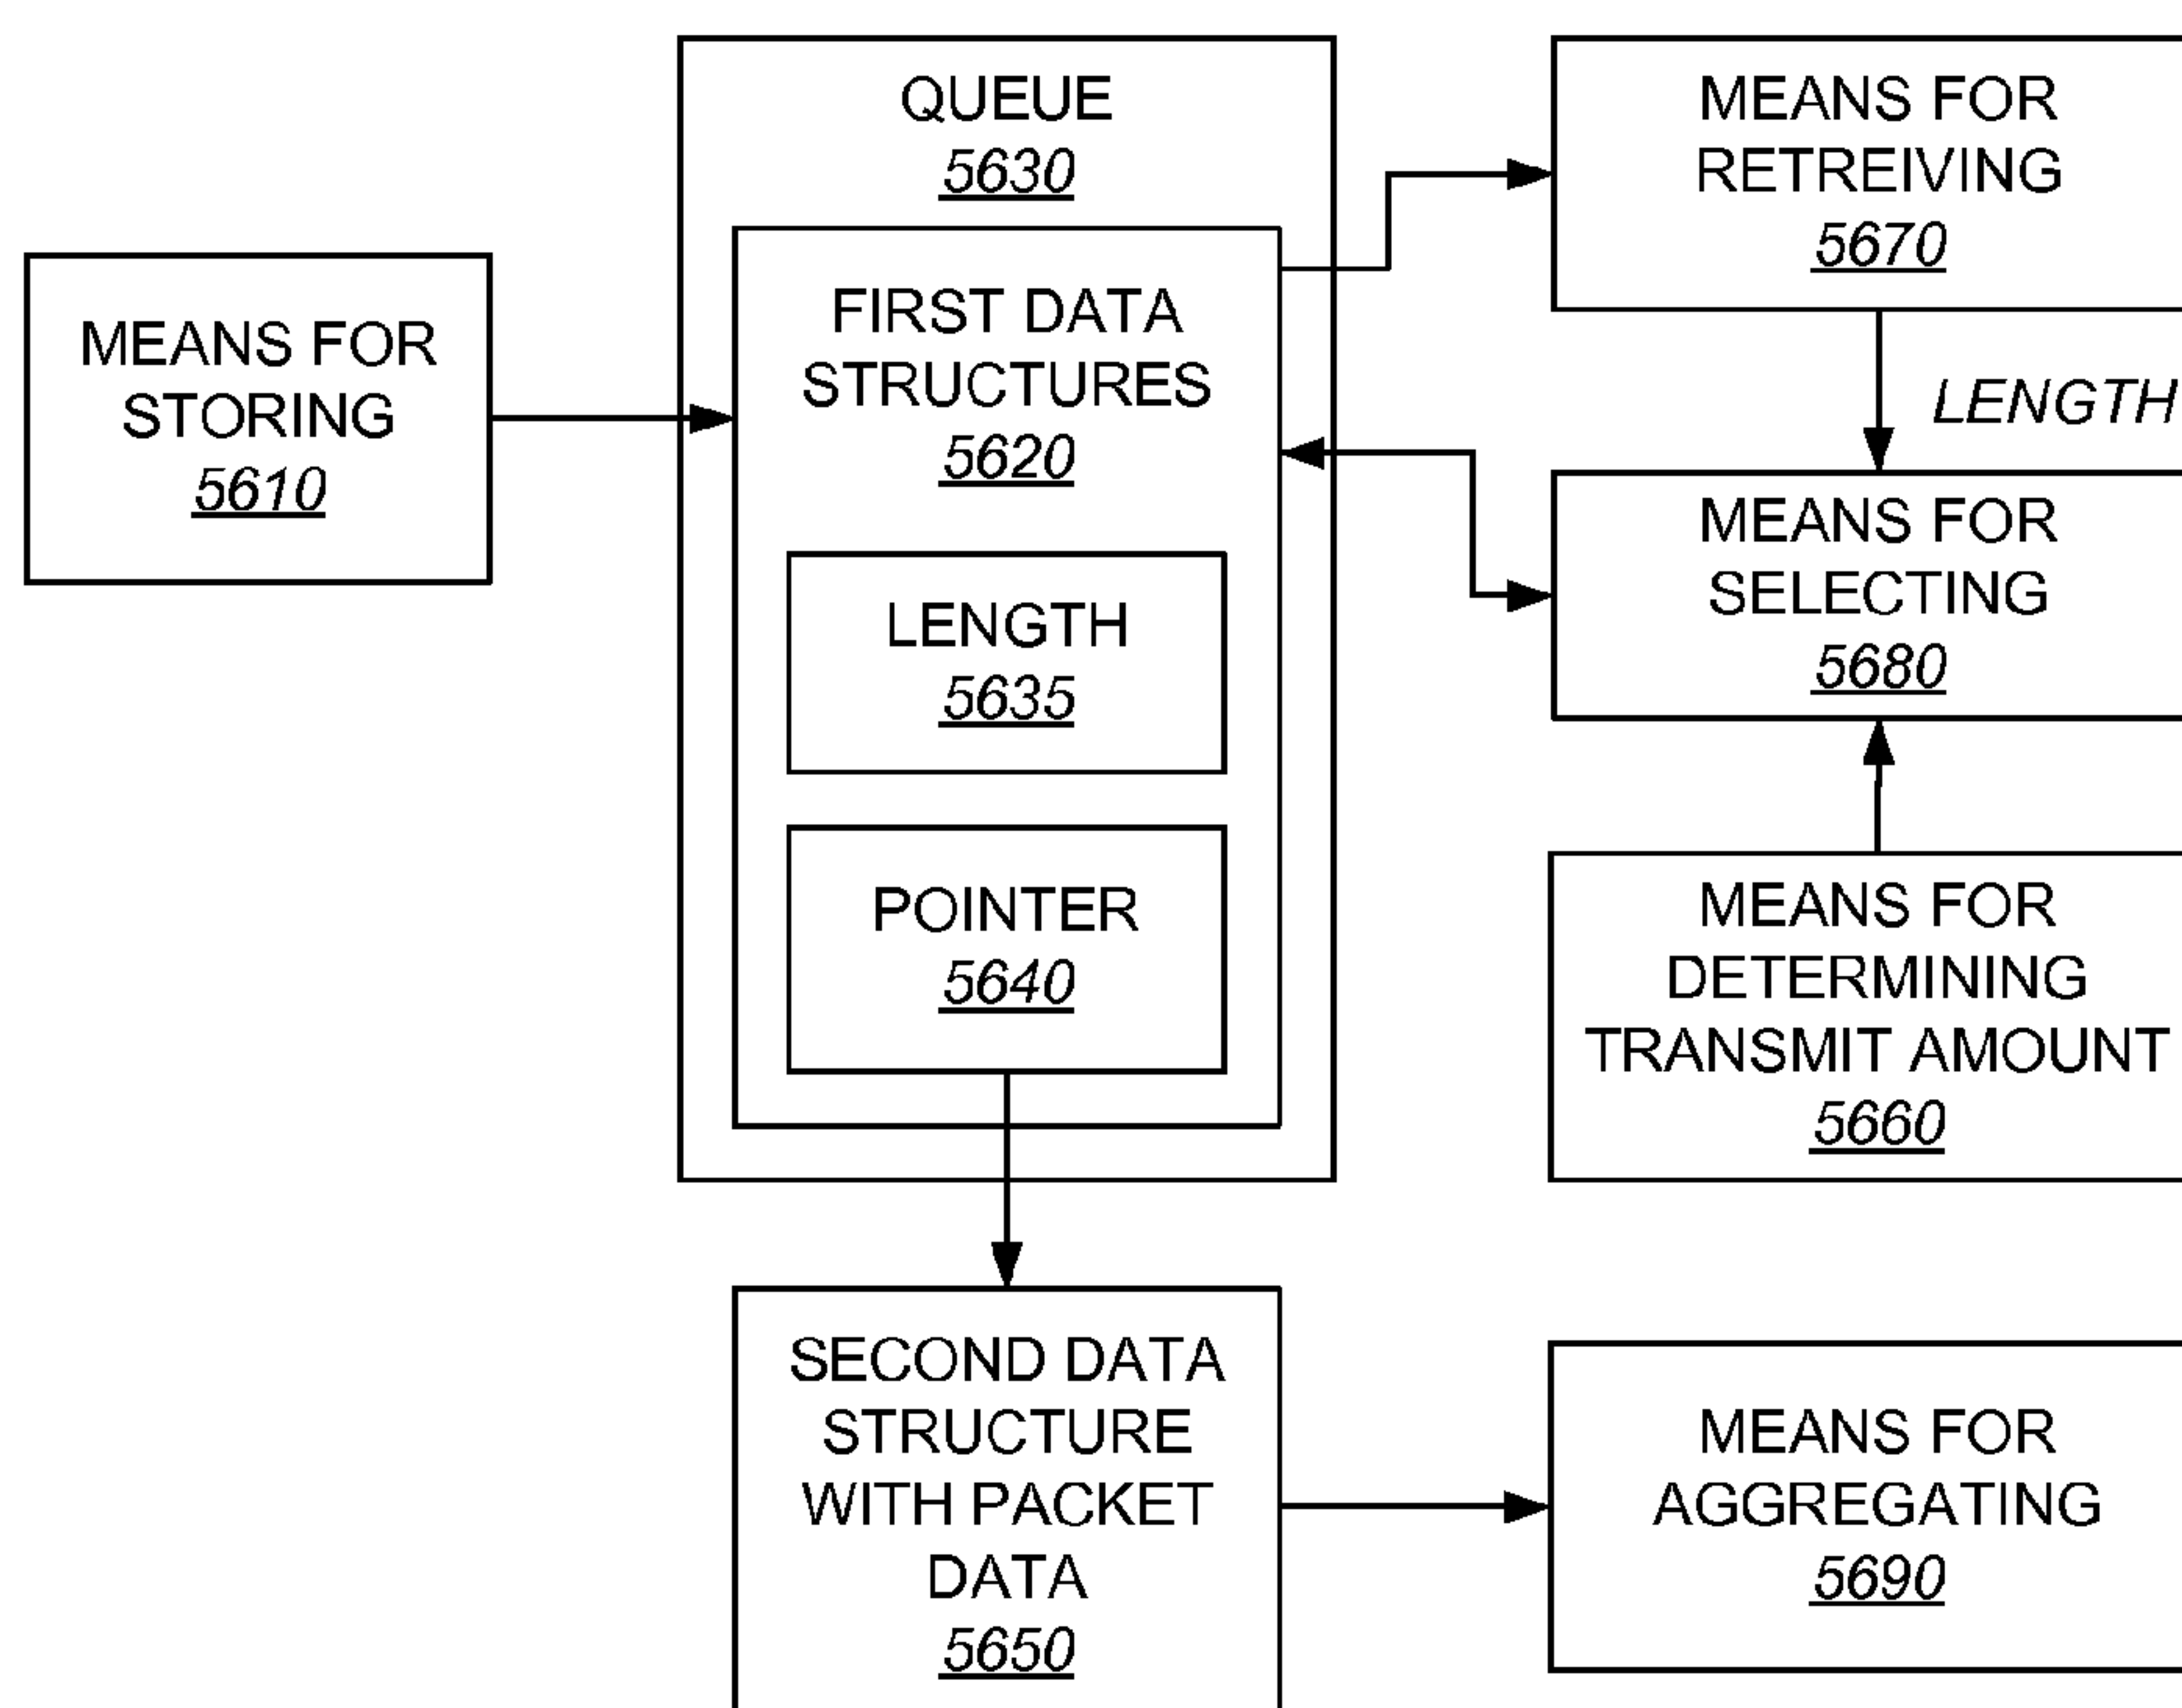 QUEUE
5630
FIRST DATA
STRUCTURES
5620
LENGTH
5635
POINTER
5640
MEANS FOR
STORING
5610
MEANS FOR
RETREIVING
5670
LENGTH
MEANS FOR
SELECTING
5680
MEANS FOR
DETERMINING
TRANSMIT AMOUNT
5660
SECOND DATA
STRUCTURE
WITH PACKET
DATA
5650
MEANS FOR
AGGREGATING
5690